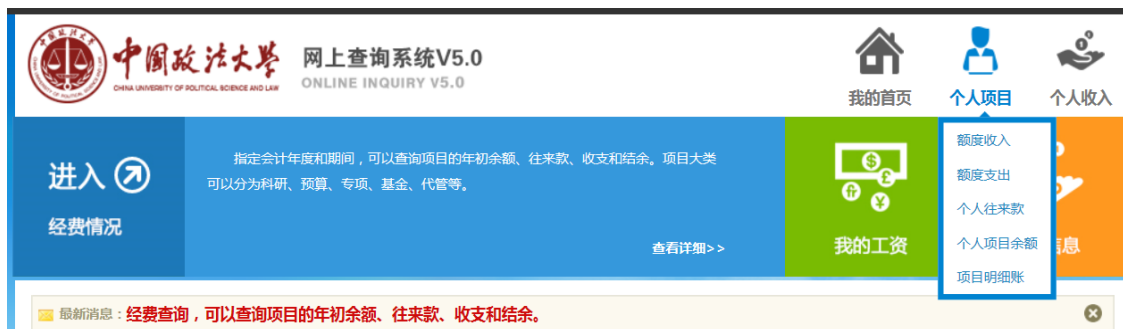 中国政法大学
CHINA UNIVERSITY OF POLITICAL SCIENCE AND LAW
网上查询系统V5.0
ONLINE INQUIRY V5.0
我的首页
个人项目
个人收入
进入
经费情况
指定会计年度和期间，可以查询项目的年初余额、往来款、收支和结余。项目大类
可以分为科研、预算、专项、基金、代管等。
查看详细>>
我的工资
额度收入
额度支出
个人往来款
个人项目余额
项目明细账
息
最新消息：经费查询，可以查询项目的年初余额、往来款、收支和结余。